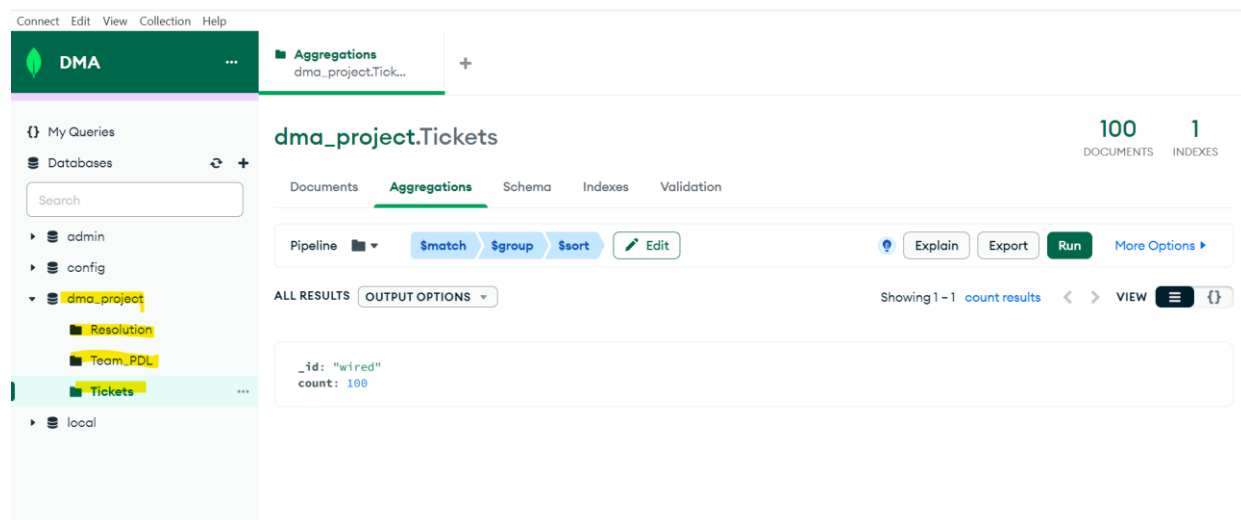 Connect Edit View Collection Help
DMA ...
Aggregations
dma_project.Tick...
+
{} My Queries
Databases
Search
admin
config
dma_project
Resolution
Team_PDL
Tickets ...
local
dma_project.Tickets
100 1
DOCUMENTS INDEXES
Documents Aggregations Schema Indexes Validation
Pipeline $match $group $sort Edit Explain Export Run More Options
ALL RESULTS OUTPUT OPTIONS Showing 1 – 1 count results VIEW {}
_id: "wired"
count: 100